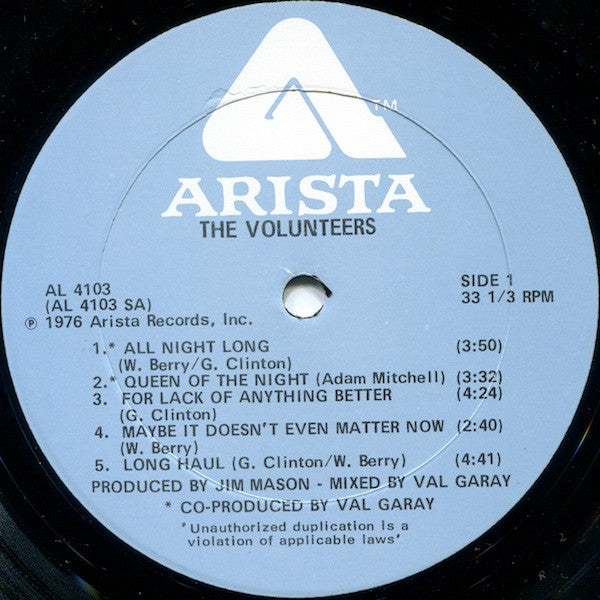 TM
ARISTA
THE VOLUNTEERS
AL 4103
(AL 4103 SA)
℗ 1976 Arista Records, Inc.
SIDE 1
33 1/3 RPM
1.* ALL NIGHT LONG (3:50)
(W. Berry/G. Clinton)
2.* QUEEN OF THE NIGHT (Adam Mitchell) (3:32)
3. FOR LACK OF ANYTHING BETTER (4:24)
(G. Clinton)
4. MAYBE IT DOESN'T EVEN MATTER NOW (2:40)
(W. Berry)
5. LONG HAUL (G. Clinton/W. Berry) (4:41)
PRODUCED BY JIM MASON - MIXED BY VAL GARAY
* CO-PRODUCED BY VAL GARAY
"Unauthorized duplication is a
violation of applicable laws"